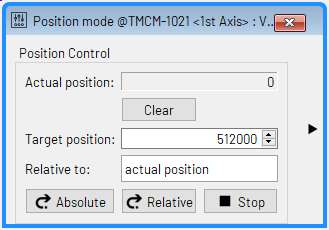 Position mode @TMCM-1021 <1st Axis> : V...
Position Control
Actual position: 0
Clear
Target position: 512000
Relative to: actual position
Absolute Relative Stop